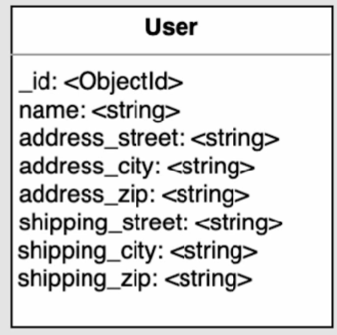 User
_id: <ObjectId>
name: <string>
address_street: <string>
address_city: <string>
address_zip: <string>
shipping_street: <string>
shipping_city: <string>
shipping_zip: <string>